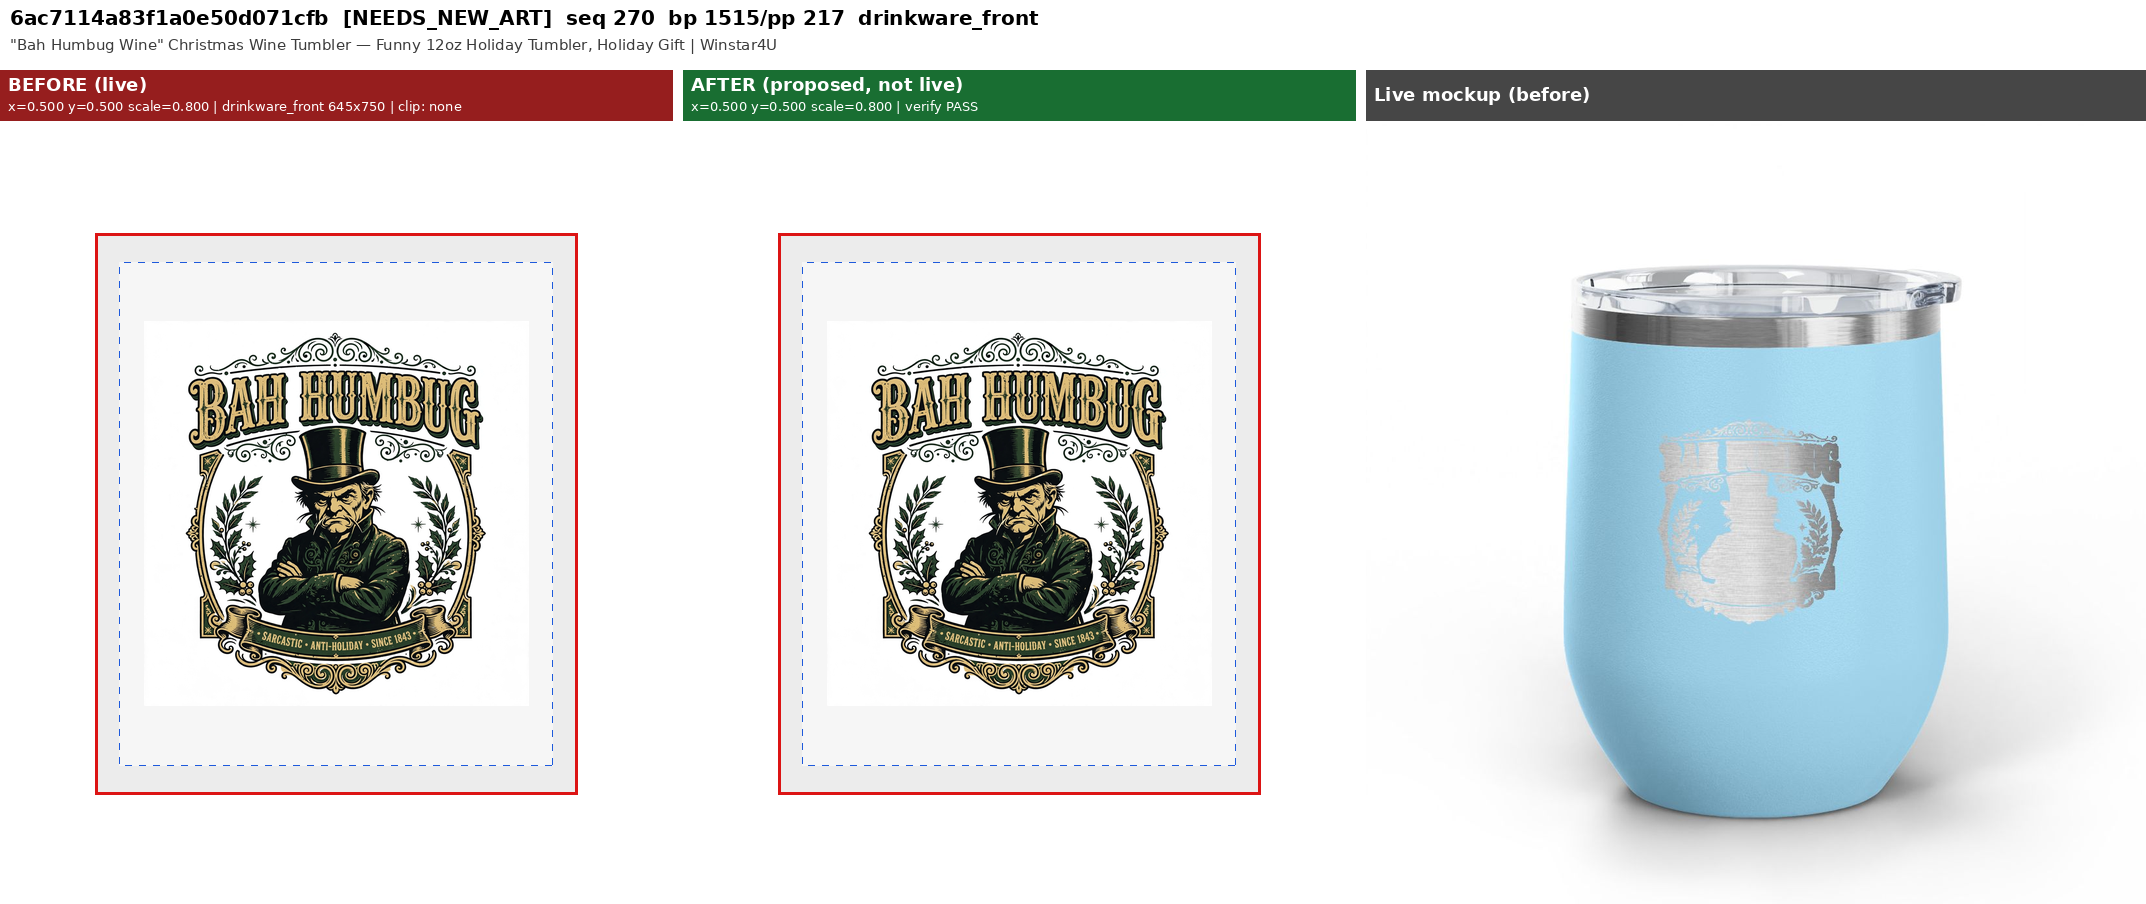 6ac7114a83f1a0e50d071cfb [NEEDS_NEW_ART] seq 270 bp 1515/pp 217 drinkware_front
"Bah Humbug Wine" Christmas Wine Tumbler — Funny 12oz Holiday Tumbler, Holiday Gift | Winstar4U
BEFORE (live)
x=0.500 y=0.500 scale=0.800 | drinkware_front 645x750 | clip: none
AFTER (proposed, not live)
x=0.500 y=0.500 scale=0.800 | verify PASS
Live mockup (before)
BAH HUMBUG
• SARCASTIC • ANTI-HOLIDAY • SINCE 1843 •
BAH HUMBUG
• SARCASTIC • ANTI-HOLIDAY • SINCE 1843 •